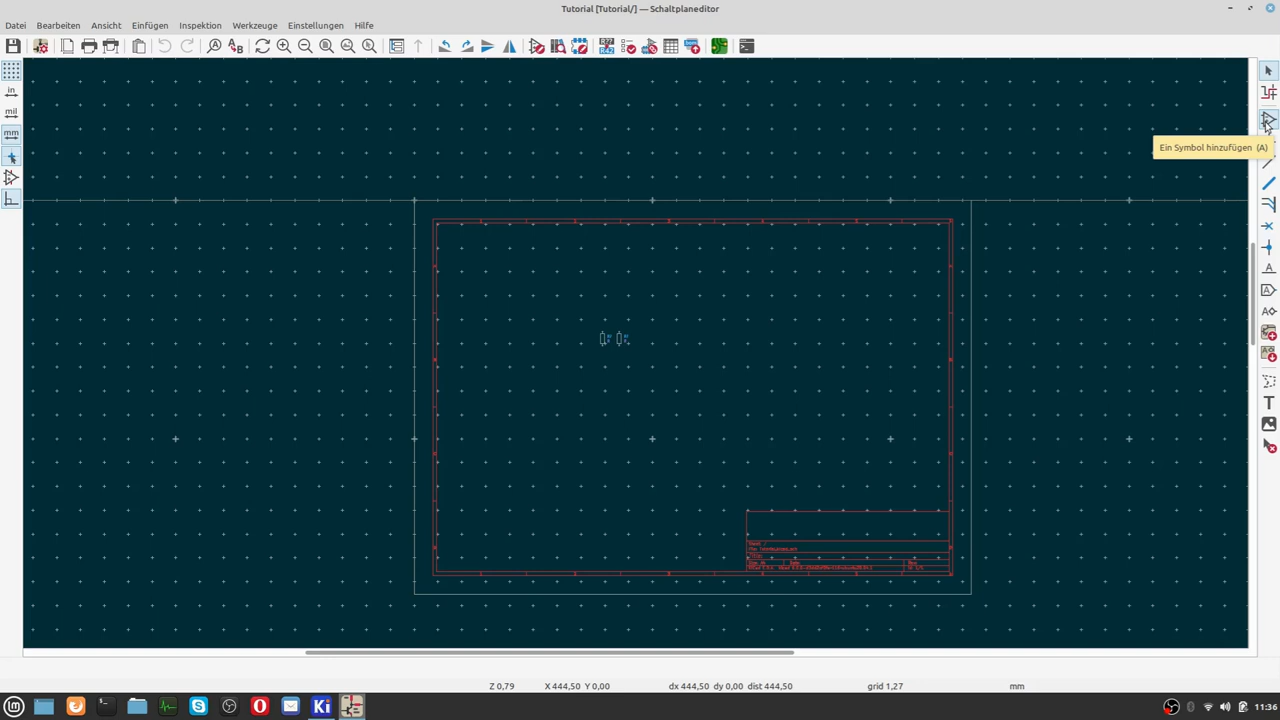 Tutorial [Tutorial/] — Schaltplaneditor
Datei Bearbeiten Ansicht Einfügen Inspektion Werkzeuge Einstellungen Hilfe
in
mil
mm
Ein Symbol hinzufügen (A)
Z 0,79 X 444,50 Y 0,00 dx 444,50 dy 0,00 dist 444,50 grid 1,27 mm
Ki
11:36